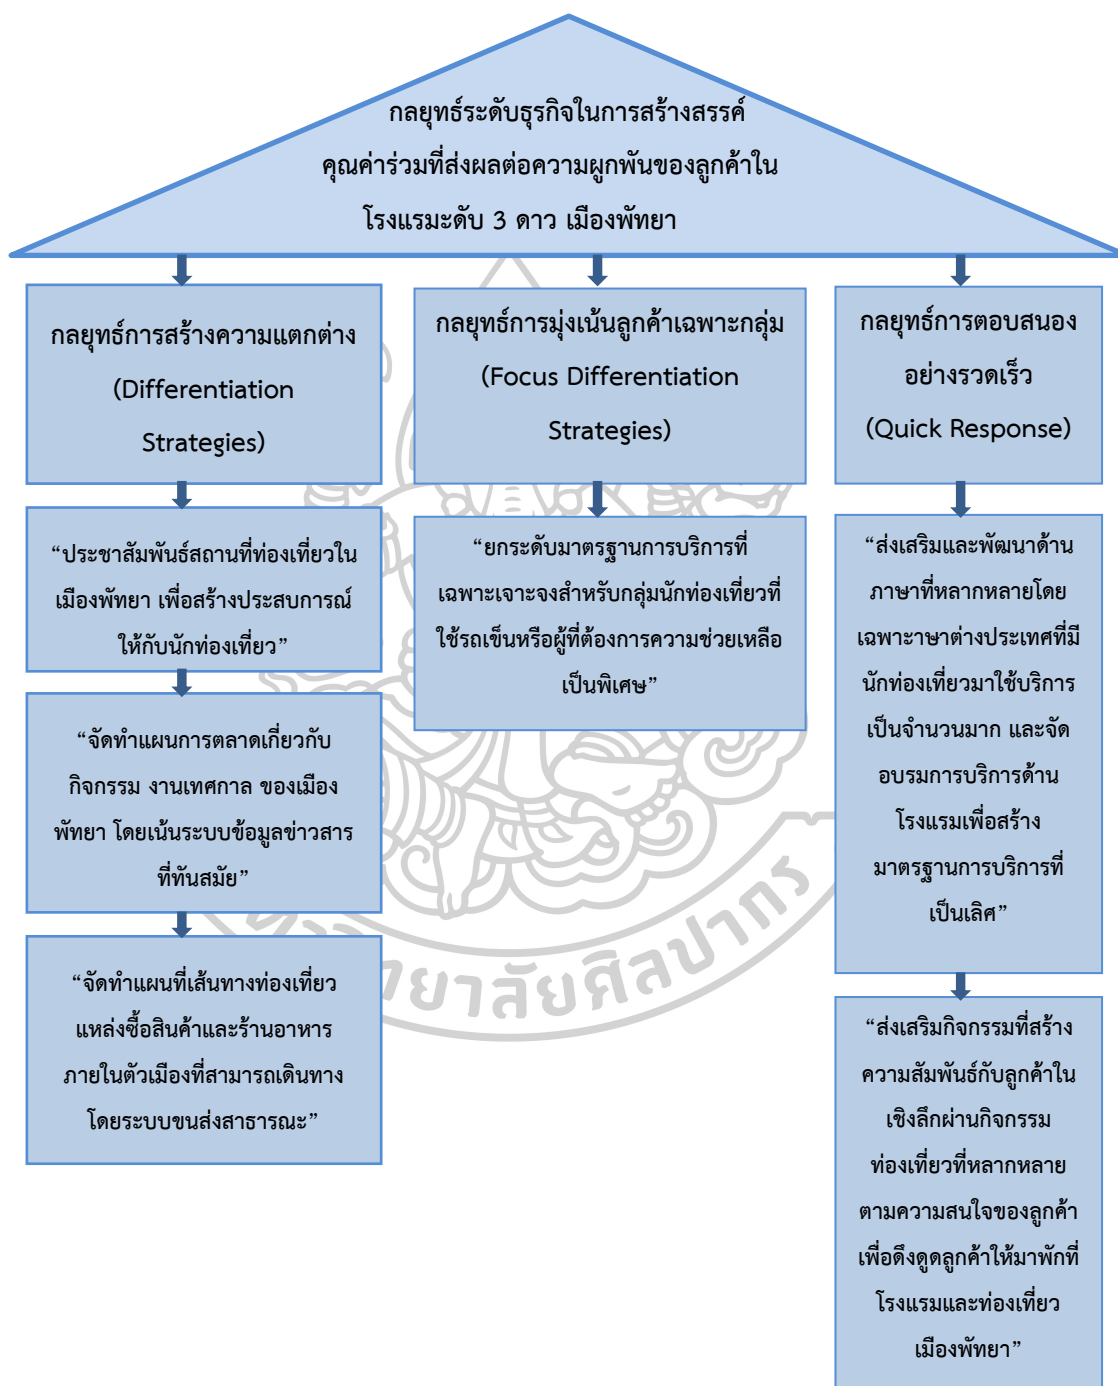 กลยุทธ์ระดับธุรกิจในการสร้างสรรค์
คุณค่าร่วมที่ส่งผลต่อความผูกพันของลูกค้าใน
โรงแรมะดับ 3 ดาว เมืองพัทยา
กลยุทธ์การสร้างความแตกต่าง
(Differentiation
Strategies)
“ประชาสัมพันธ์สถานที่ท่องเที่ยวใน
เมืองพัทยา เพื่อสร้างประสบการณ์
ให้กับนักท่องเที่ยว”
“จัดทำแผนการตลาดเกี่ยวกับ
กิจกรรม งานเทศกาล ของเมือง
พัทยา โดยเน้นระบบข้อมูลข่าวสาร
ที่ทันสมัย”
“จัดทำแผนที่เส้นทางท่องเที่ยว
แหล่งซื้อสินค้าและร้านอาหาร
ภายในตัวเมืองที่สามารถเดินทาง
โดยระบบขนส่งสาธารณะ”
กลยุทธ์การมุ่งเน้นลูกค้าเฉพาะกลุ่ม
(Focus Differentiation
Strategies)
“ยกระดับมาตรฐานการบริการที่
เฉพาะเจาะจงสำหรับกลุ่มนักท่องเที่ยวที่
ใช้รถเข็นหรือผู้ที่ต้องการความช่วยเหลือ
เป็นพิเศษ”
กลยุทธ์การตอบสนอง
อย่างรวดเร็ว
(Quick Response)
“ส่งเสริมและพัฒนาด้าน
ภาษาที่หลากหลายโดย
เฉพาะาษาต่างประเทศที่มี
นักท่องเที่ยวมาใช้บริการ
เป็นจำนวนมาก และจัด
อบรมการบริการด้าน
โรงแรมเพื่อสร้าง
มาตรฐานการบริการที่
เป็นเลิศ”
“ส่งเสริมกิจกรรมที่สร้าง
ความสัมพันธ์กับลูกค้าใน
เชิงลึกผ่านกิจกรรม
ท่องเที่ยวที่หลากหลาย
ตามความสนใจของลูกค้า
เพื่อดึงดูดลูกค้าให้มาพักที่
โรงแรมและท่องเที่ยว
เมืองพัทยา”
ทยาลัยศิลปากร